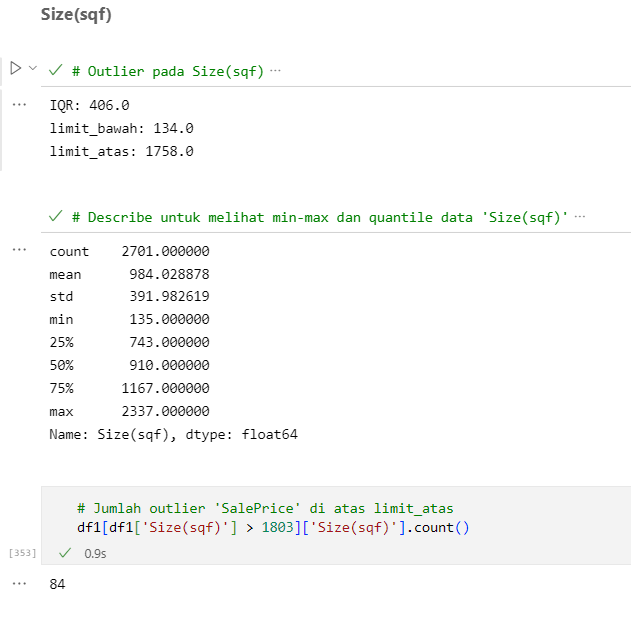 Size(sqf)
# Outlier pada Size(sqf) ...
... IQR: 406.0
limit_bawah: 134.0
limit_atas: 1758.0
# Describe untuk melihat min-max dan quantile data 'Size(sqf)' ...
... count    2701.000000
mean      984.028878
std       391.982619
min       135.000000
25%       743.000000
50%       910.000000
75%      1167.000000
max      2337.000000
Name: Size(sqf), dtype: float64
# Jumlah outlier 'SalePrice' di atas limit_atas
df1[df1['Size(sqf)'] > 1803]['Size(sqf)'].count()
[353] 0.9s
... 84